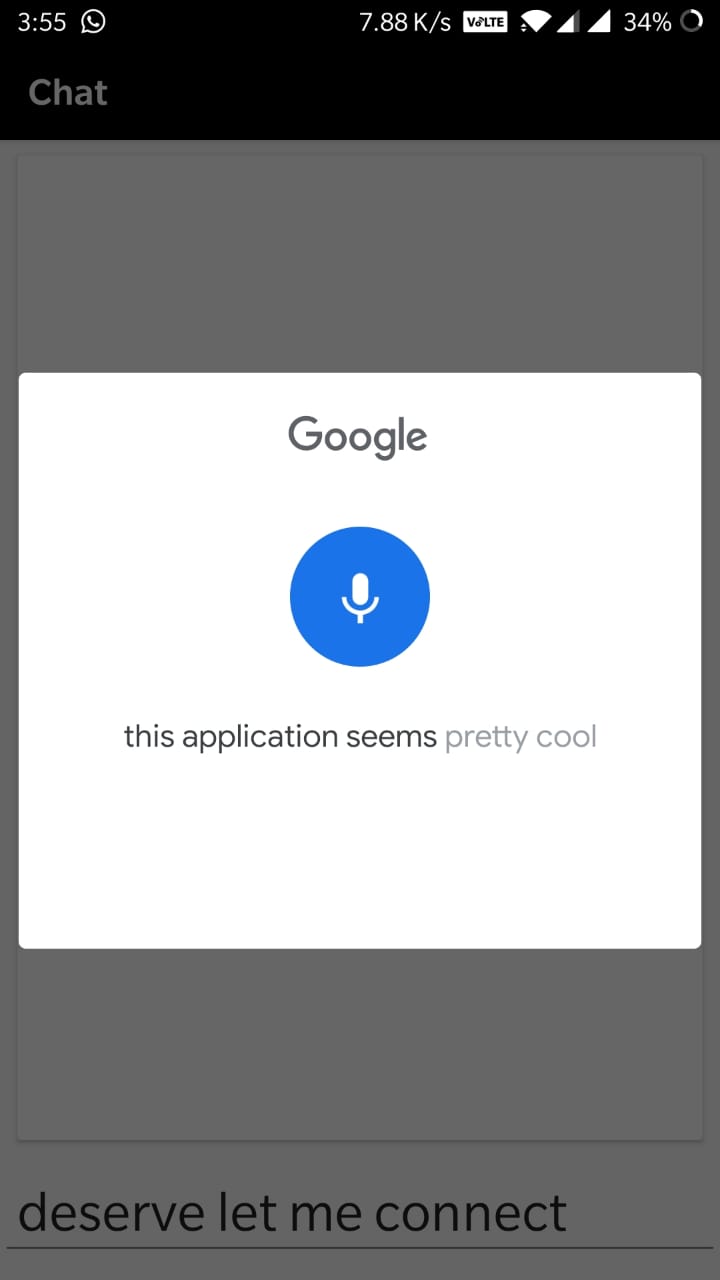 3:55 7.88 K/s VoLTE 34%
Chat
Google
this application seems pretty cool
deserve let me connect